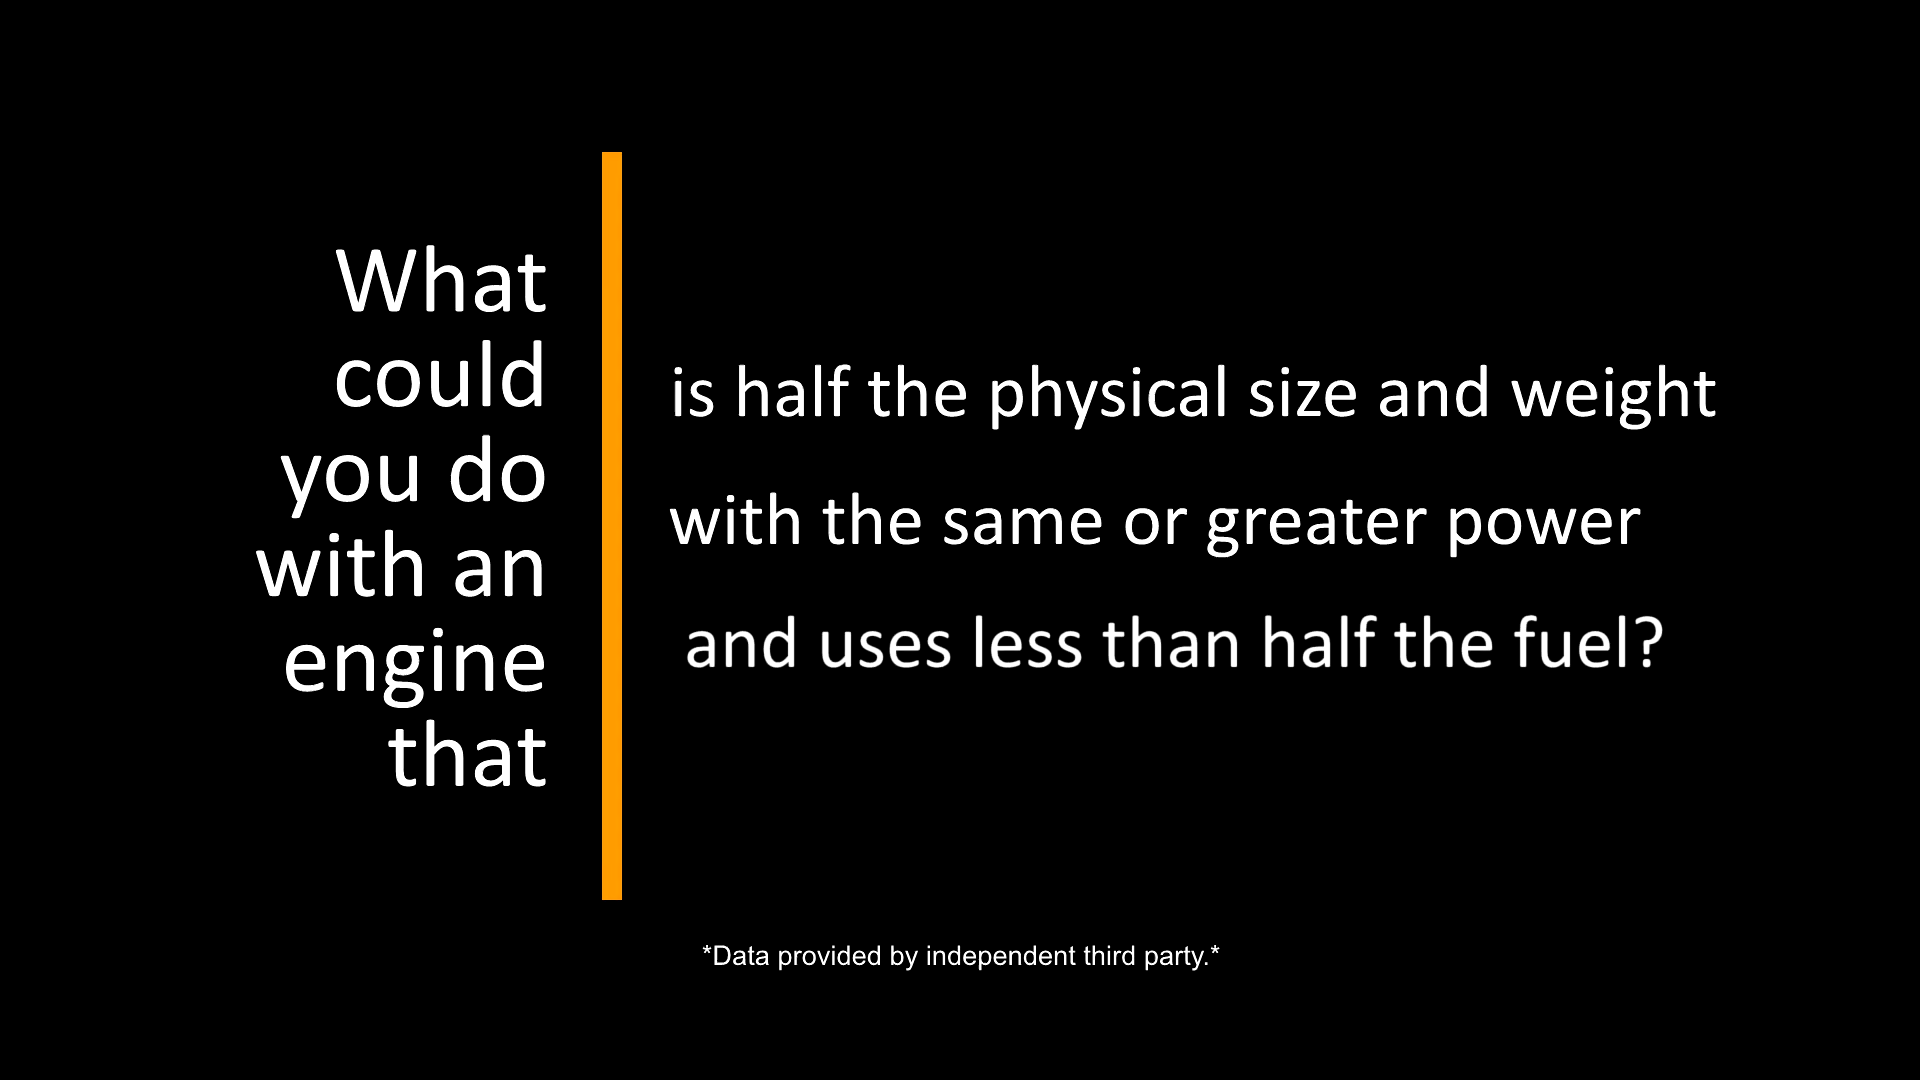 What
could
you do
with an
engine
that
is half the physical size and weight
with the same or greater power
and uses less than half the fuel?
*Data provided by independent third party.*